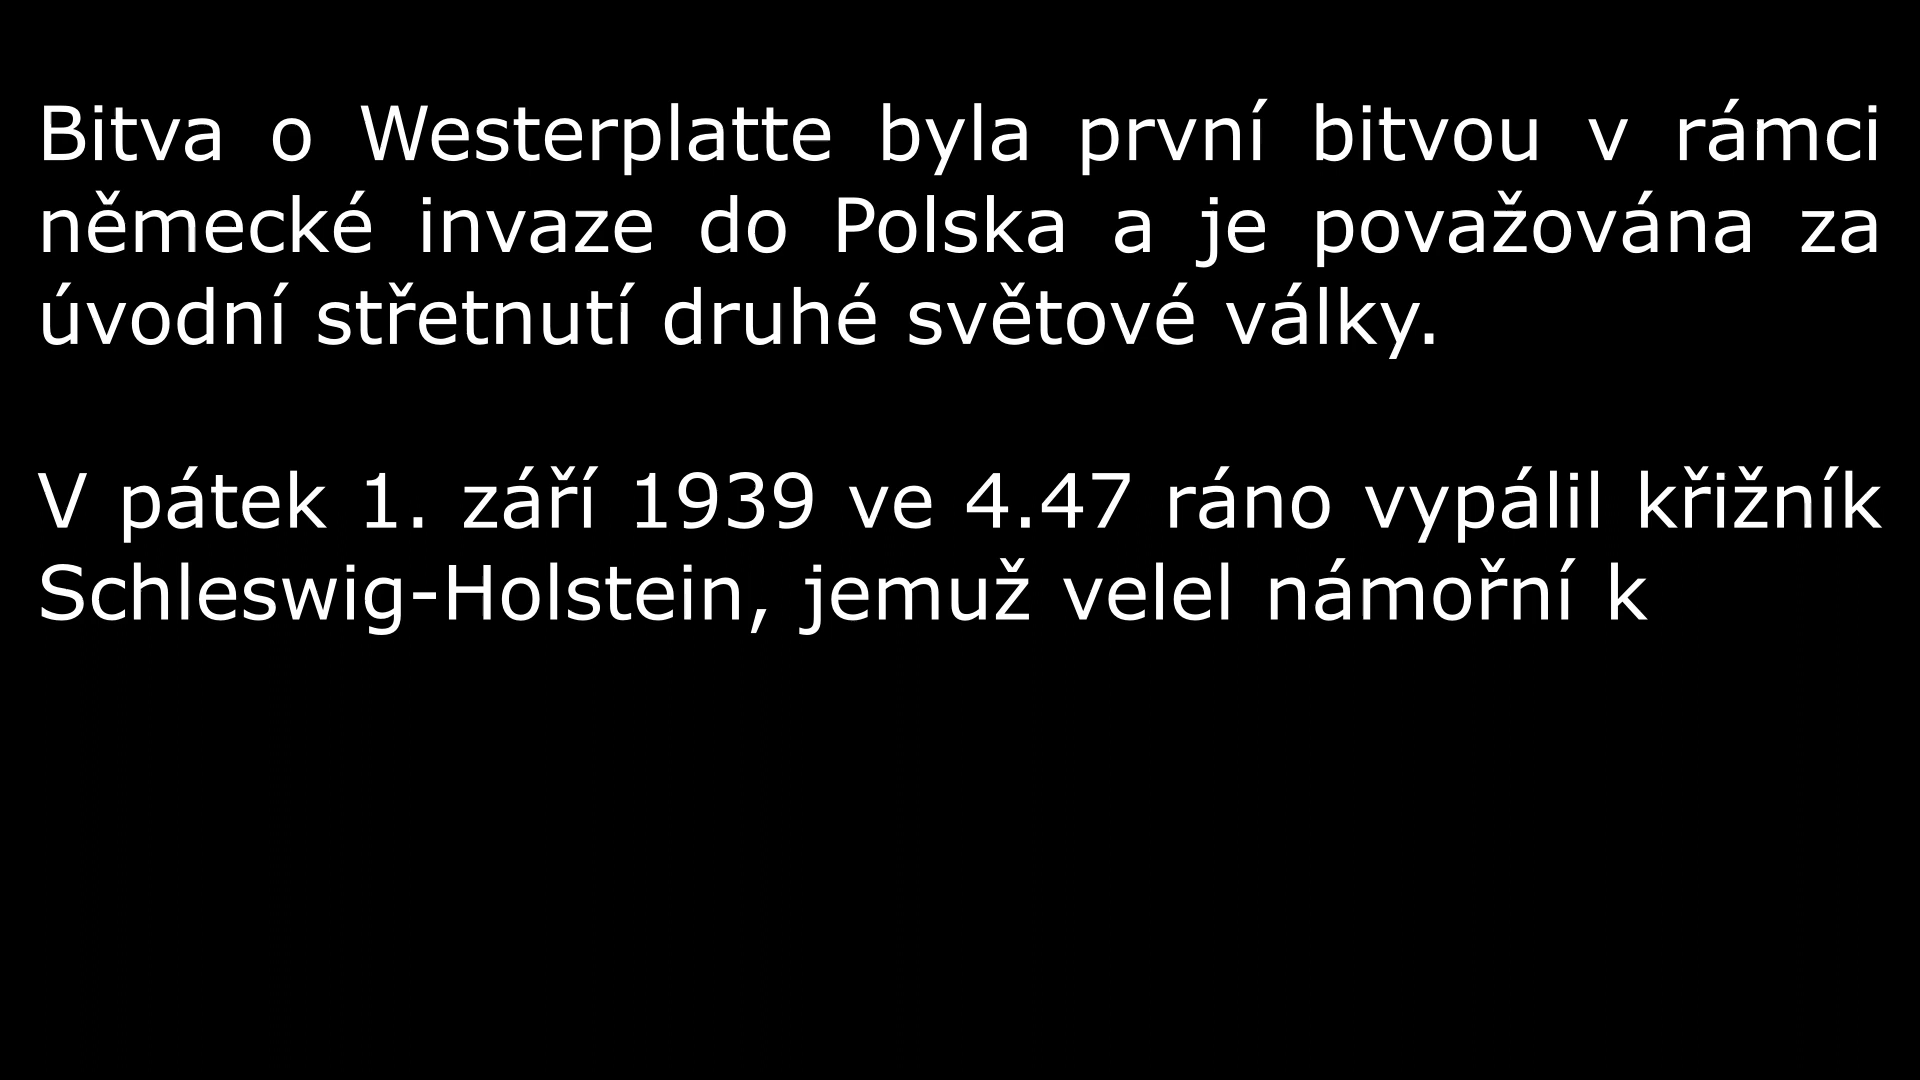 Bitva o Westerplatte byla první bitvou v rámci
německé invaze do Polska a je považována za
úvodní střetnutí druhé světové války.
V pátek 1. září 1939 ve 4.47 ráno vypálil křižník
Schleswig-Holstein, jemuž velel námořní k